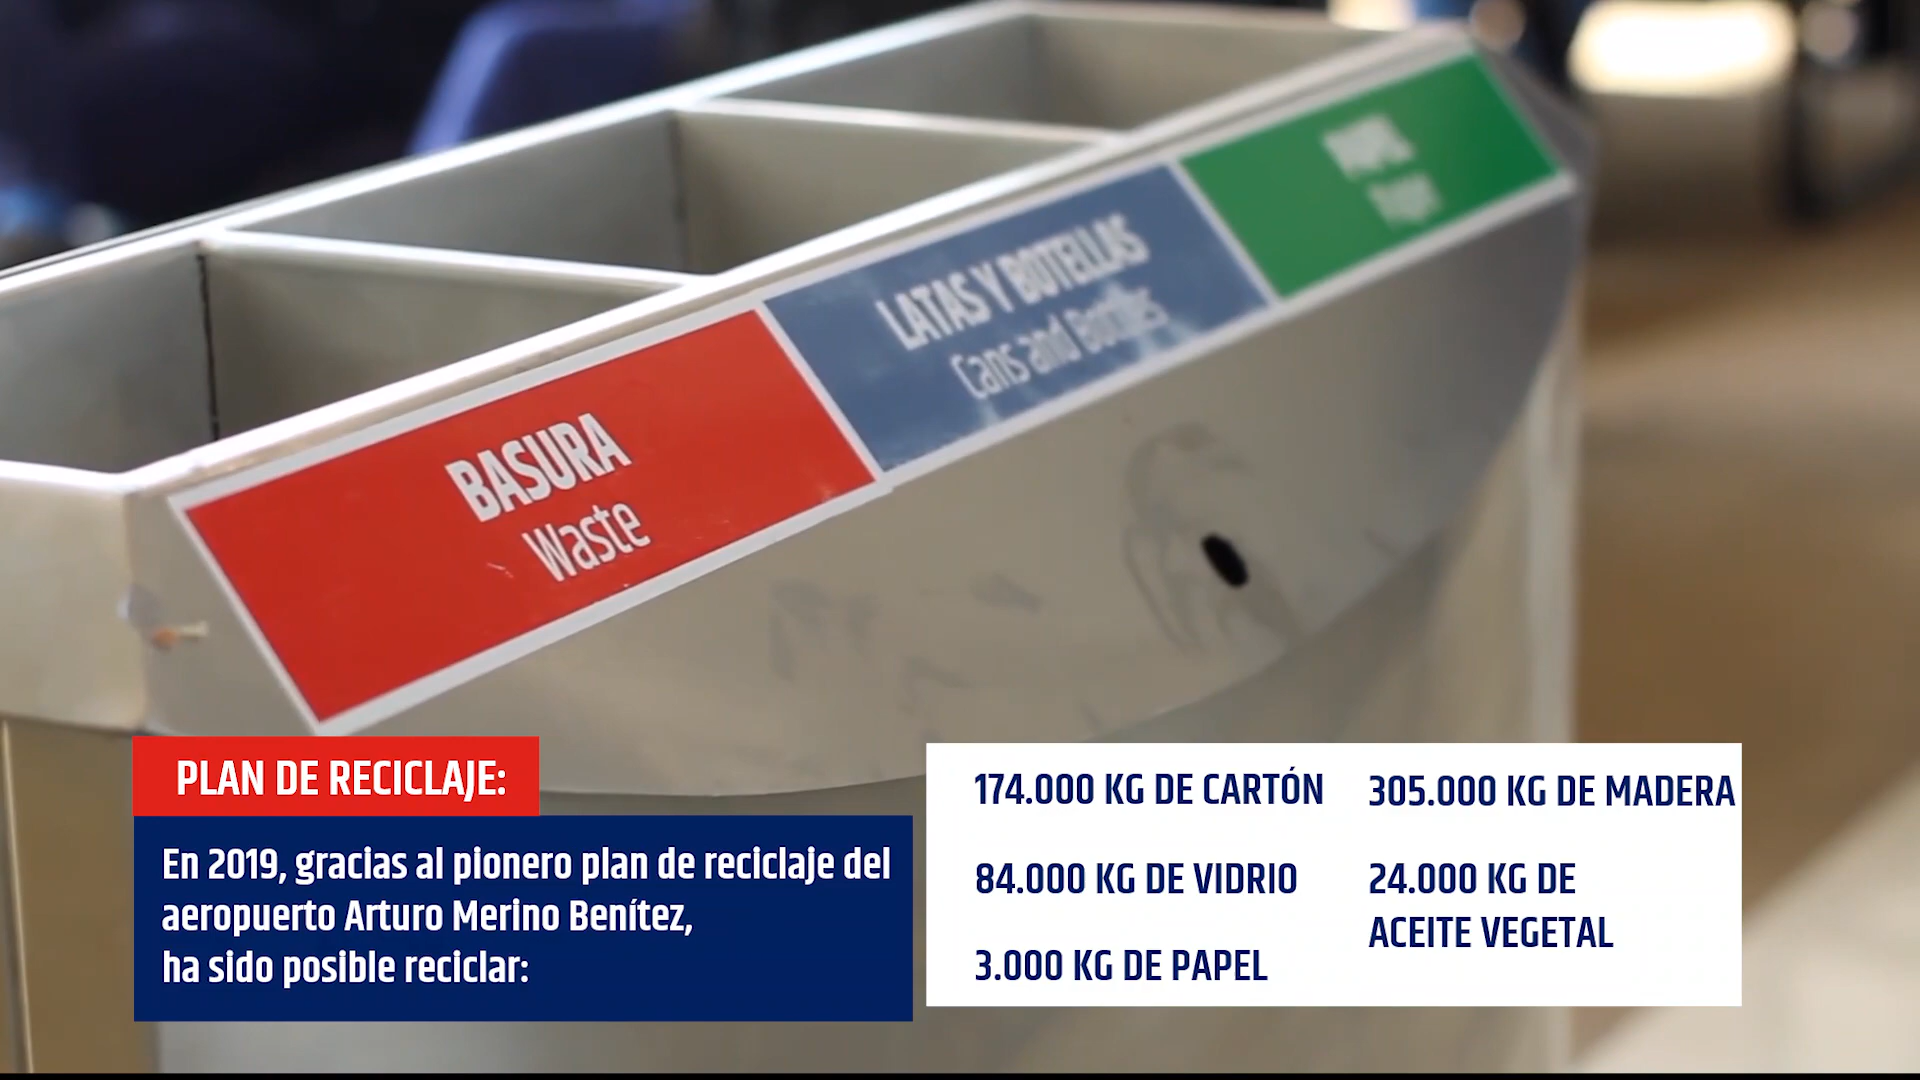 BASURA
Waste
LATAS Y BOTELLAS
Cans and Bottles
PLAN DE RECICLAJE:
En 2019, gracias al pionero plan de reciclaje del
aeropuerto Arturo Merino Benítez,
ha sido posible reciclar:
174.000 KG DE CARTÓN
84.000 KG DE VIDRIO
3.000 KG DE PAPEL
305.000 KG DE MADERA
24.000 KG DE
ACEITE VEGETAL